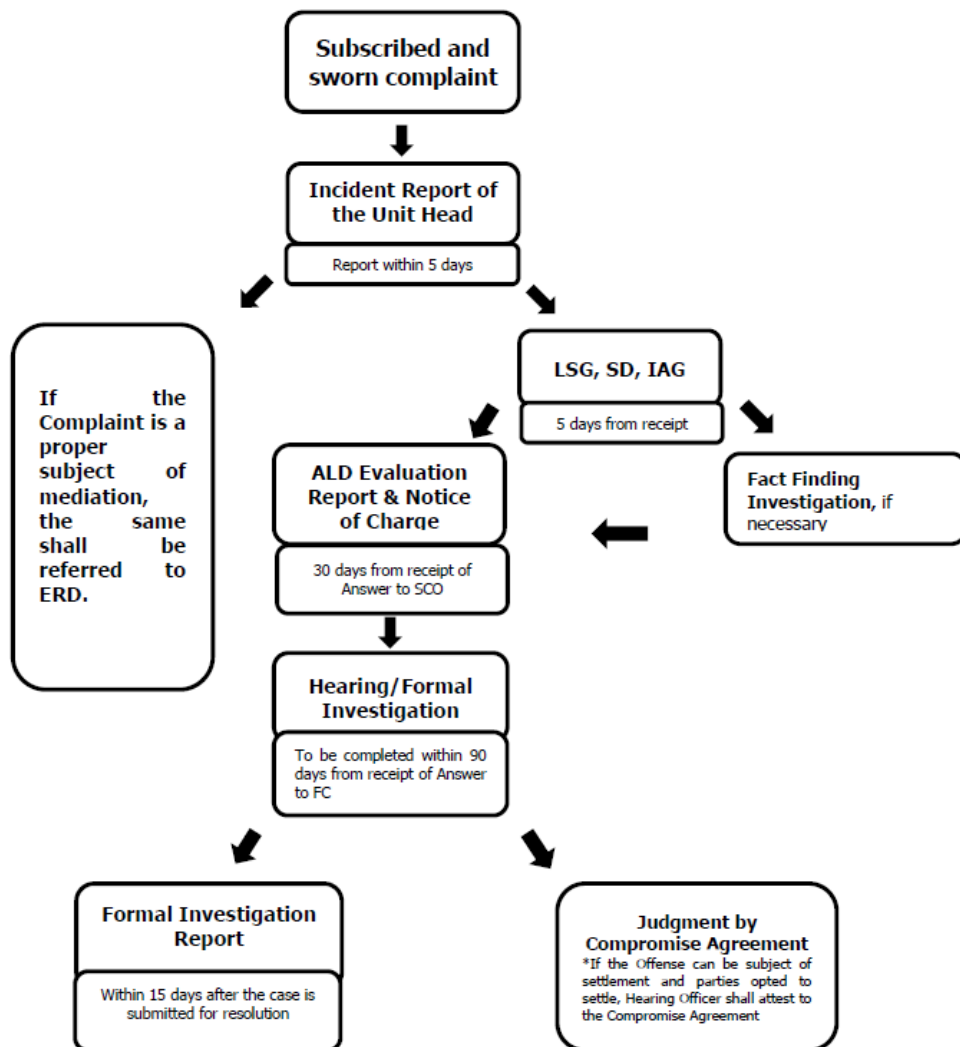 Subscribed and
sworn complaint
Incident Report of
the Unit Head
Report within 5 days
If the
Complaint is a
proper
subject of
mediation,
the same
shall be
referred to
ERD.
LSG, SD, IAG
5 days from receipt
Fact Finding
Investigation, if
necessary
ALD Evaluation
Report & Notice
of Charge
30 days from receipt of
Answer to SCO
Hearing/Formal
Investigation
To be completed within 90
days from receipt of Answer
to FC
Formal Investigation
Report
Within 15 days after the case is
submitted for resolution
Judgment by
Compromise Agreement
*If the Offense can be subject of
settlement and parties opted to
settle, Hearing Officer shall attest to
the Compromise Agreement